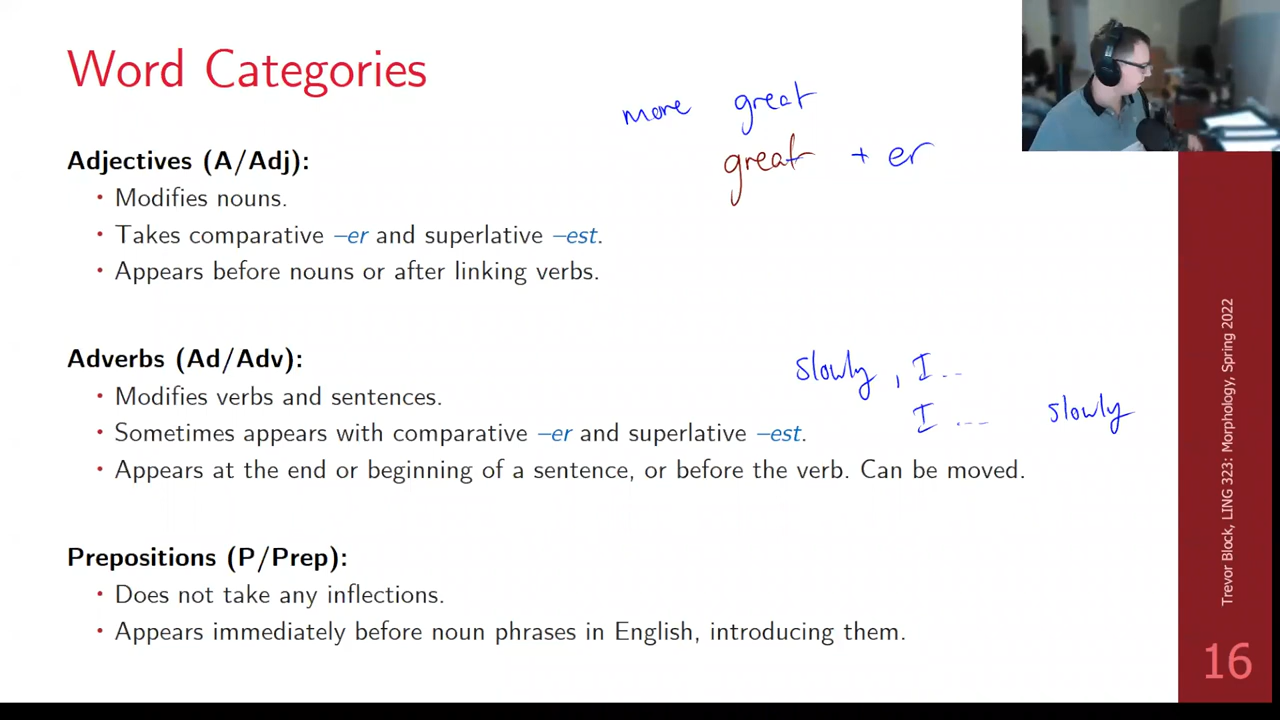 Word Categories
more great
great + er
Adjectives (A/Adj):
• Modifies nouns.
• Takes comparative –er and superlative –est.
• Appears before nouns or after linking verbs.
Adverbs (Ad/Adv):
slowly, I...
• Modifies verbs and sentences.
I ... slowly
• Sometimes appears with comparative –er and superlative –est.
• Appears at the end or beginning of a sentence, or before the verb. Can be moved.
Prepositions (P/Prep):
• Does not take any inflections.
• Appears immediately before noun phrases in English, introducing them.
Trevor Block, LING 323: Morphology, Spring 2022
16